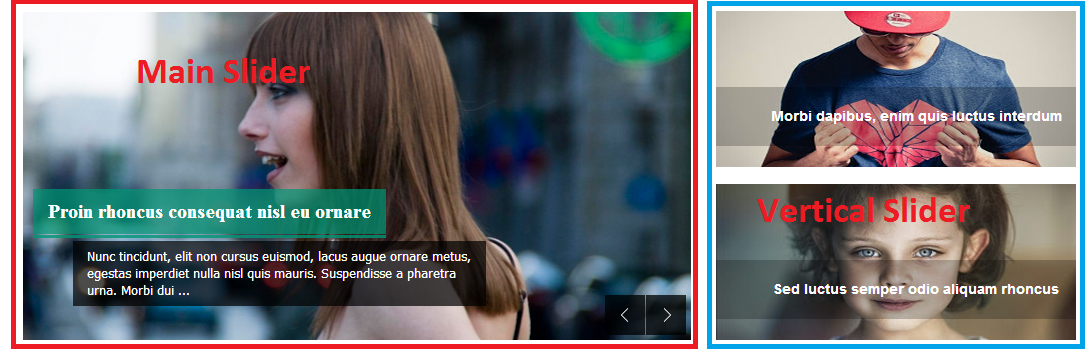 Main Slider
Proin rhoncus consequat nisl eu ornare
Nunc tincidunt, elit non cursus euismod, lacus augue ornare metus,
egestas imperdiet nulla nisl quis mauris. Suspendisse a pharetra
urna. Morbi dui ...
Morbi dapibus, enim quis luctus interdum
Vertical Slider
Sed luctus semper odio aliquam rhoncus